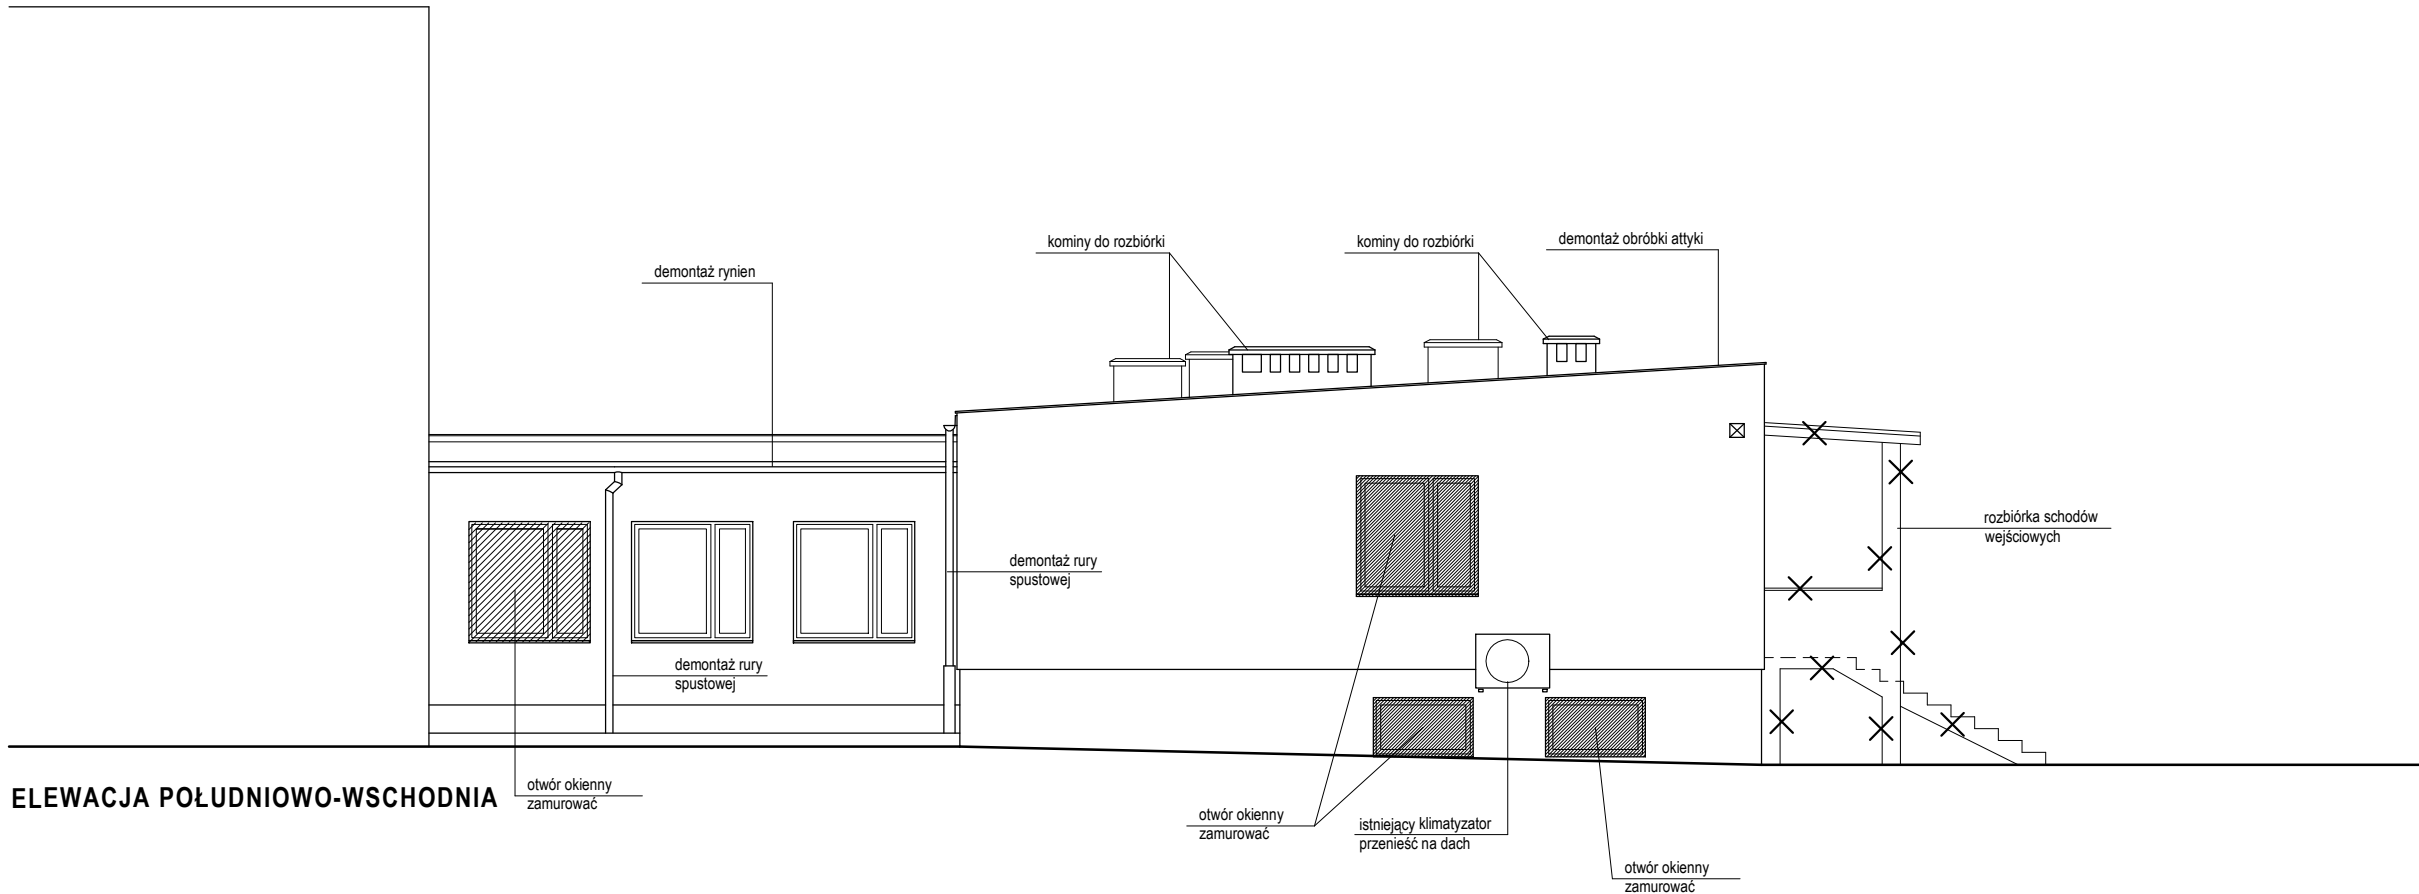 kominy do rozbiórki
kominy do rozbiórki
demontaż obróbki attyki
demontaż rynien
rozbiórka schodów
wejściowych
demontaż rury
spustowej
demontaż rury
spustowej
ELEWACJA POŁUDNIOWO-WSCHODNIA
otwór okienny
zamurować
otwór okienny
zamurować
istniejący klimatyzator
przenieść na dach
otwór okienny
zamurować